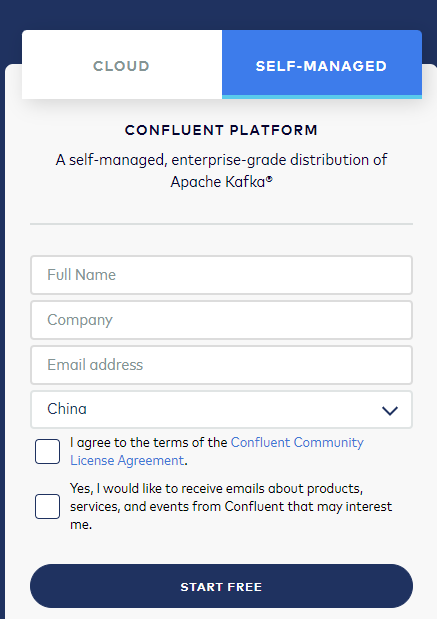 CLOUD
SELF-MANAGED
CONFLUENT PLATFORM
A self-managed, enterprise-grade distribution of
Apache Kafka®
Full Name
Company
Email address
China
I agree to the terms of the Confluent Community
License Agreement.
Yes, I would like to receive emails about products,
services, and events from Confluent that may interest
me.
START FREE